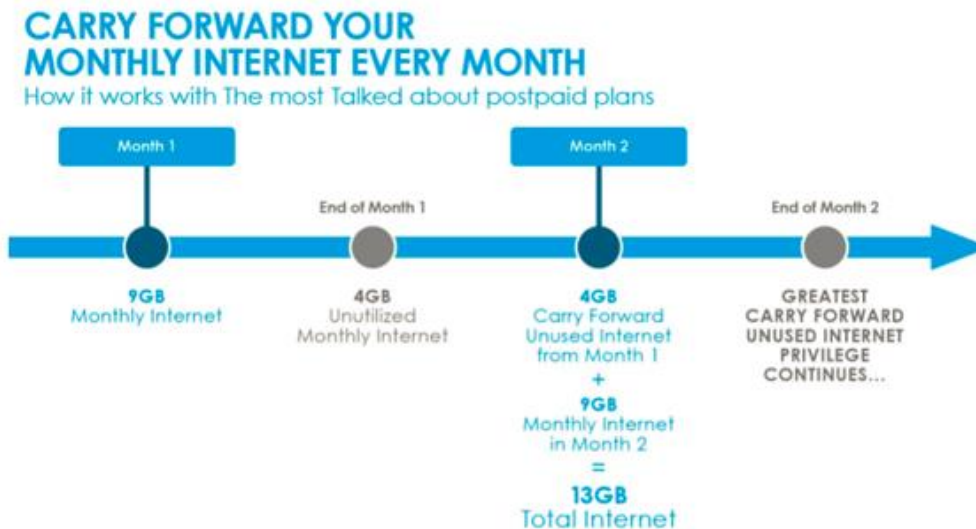 CARRY FORWARD YOUR
MONTHLY INTERNET EVERY MONTH
How it works with The most Talked about postpaid plans
Month 1
9GB
Monthly Internet
End of Month 1
4GB
Unutilized
Monthly Internet
Month 2
4GB
Carry Forward
Unused Internet
from Month 1
+
9GB
Monthly Internet
in Month 2
=
13GB
Total Internet
End of Month 2
GREATEST
CARRY FORWARD
UNUSED INTERNET
PRIVILEGE
CONTINUES...